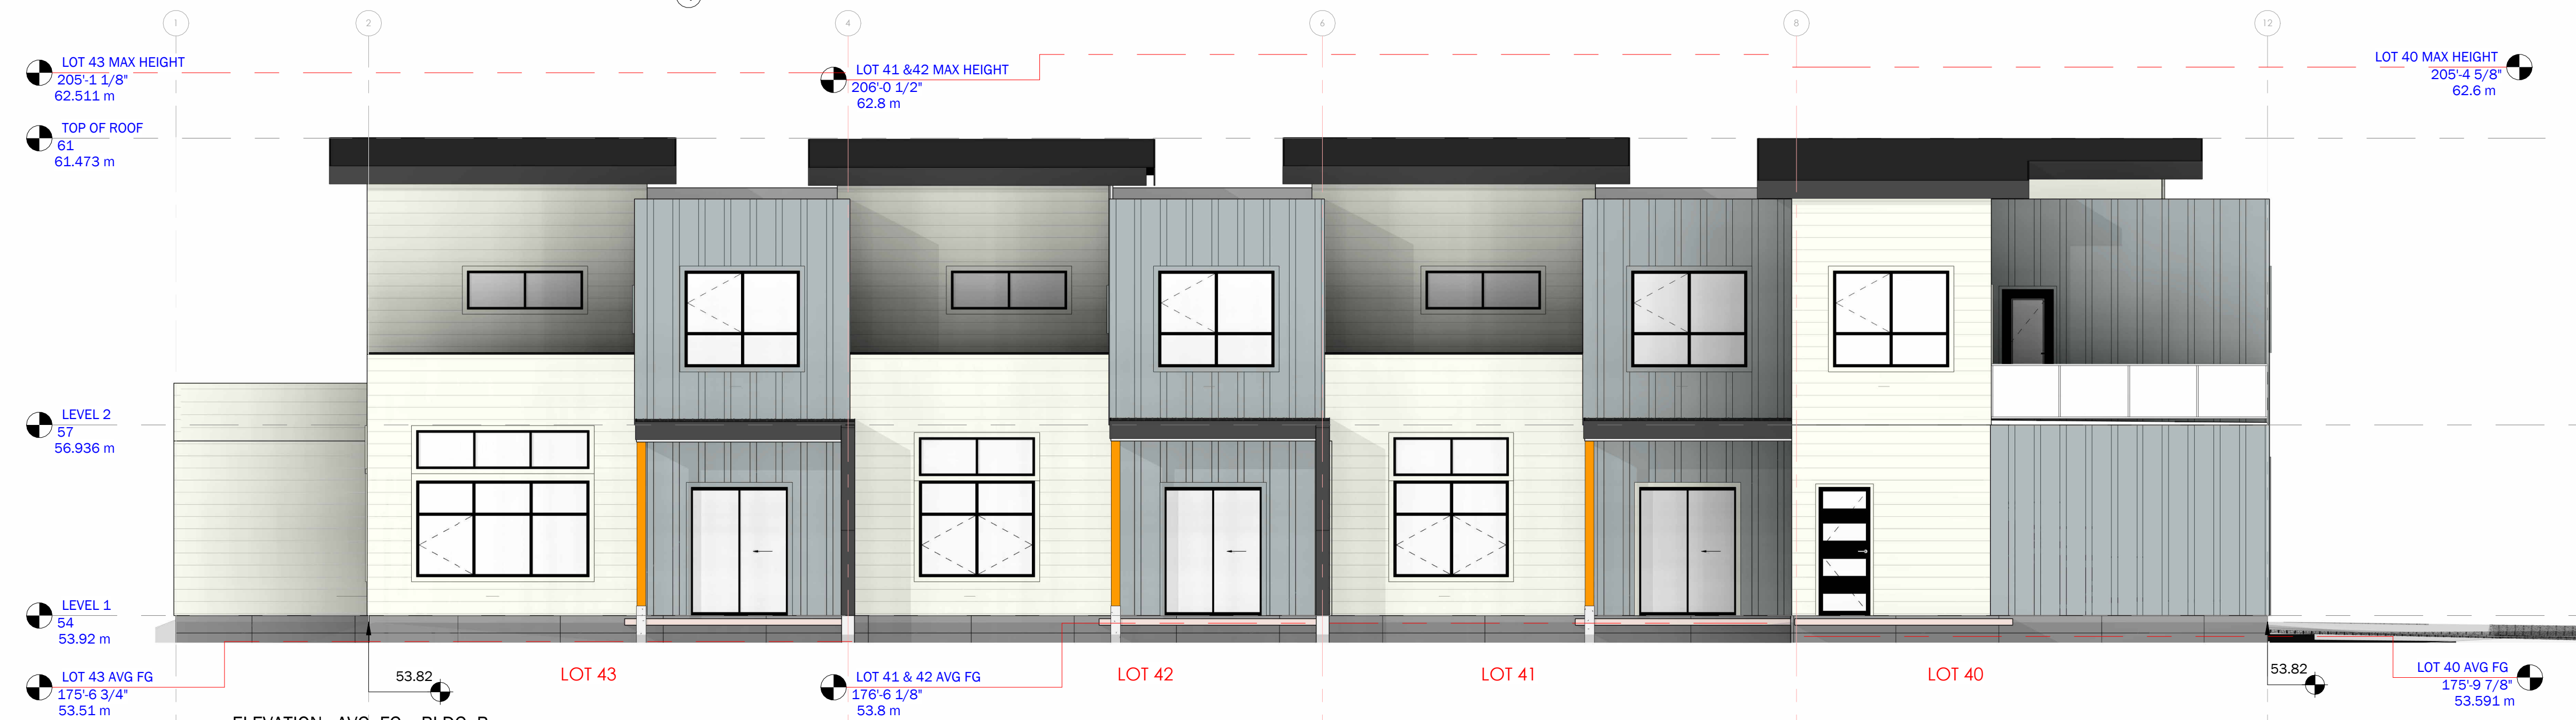 1
2
4
6
8
12
LOT 43 MAX HEIGHT
205'-1 1/8"
62.511 m
LOT 41 &42 MAX HEIGHT
206'-0 1/2"
62.8 m
LOT 40 MAX HEIGHT
205'-4 5/8"
62.6 m
TOP OF ROOF
61
61.473 m
LEVEL 2
57
56.936 m
LEVEL 1
54
53.92 m
LOT 43 AVG FG
175'-6 3/4"
53.51 m
53.82
LOT 43
LOT 41 & 42 AVG FG
176'-6 1/8"
53.8 m
LOT 42
LOT 41
LOT 40
53.82
LOT 40 AVG FG
175'-9 7/8"
53.591 m
ELEVATION AVG FG BLDG B